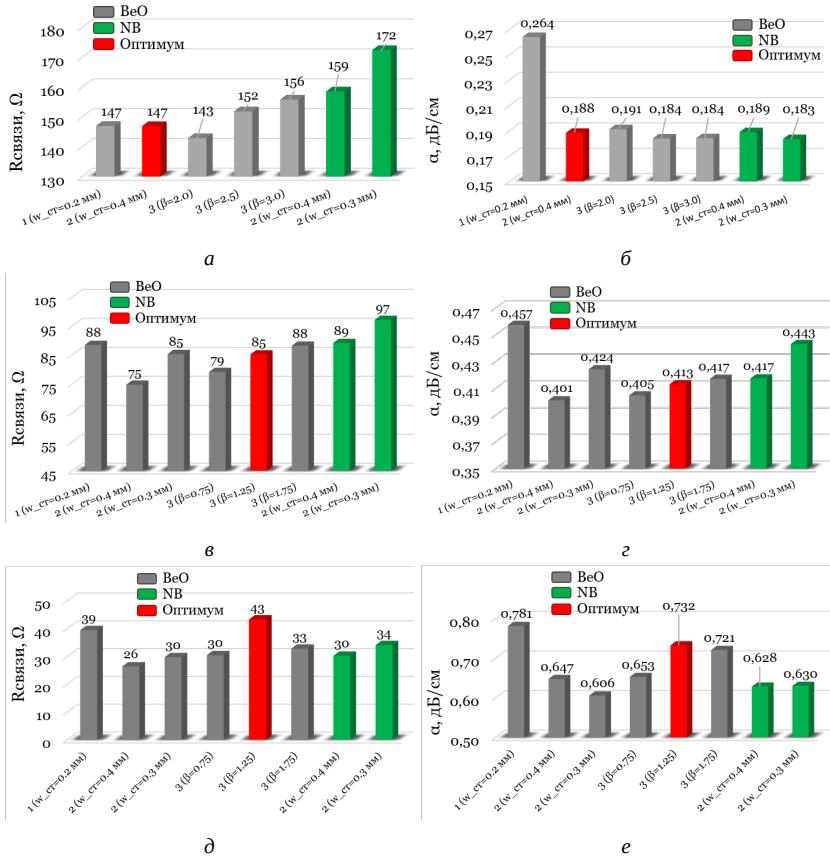 BeO
NB
Оптимум
Rсвязи, Ω
180
170
160
150
140
130
147
147
143
152
156
159
172
1 (w_ст=0.2 мм)
2 (w_ст=0.4 мм)
3 (β=2.0)
3 (β=2.5)
3 (β=3.0)
2 (w_ст=0.4 мм)
2 (w_ст=0.3 мм)
а
BeO
NB
Оптимум
α, дБ/см
0,27
0,25
0,23
0,21
0,19
0,17
0,15
0,264
0,188
0,191
0,184
0,184
0,189
0,183
1 (w_ст=0.2 мм)
2 (w_ст=0.4 мм)
3 (β=2.0)
3 (β=2.5)
3 (β=3.0)
2 (w_ст=0.4 мм)
2 (w_ст=0.3 мм)
б
BeO
NB
Оптимум
Rсвязи, Ω
105
95
85
75
65
55
45
88
75
85
79
85
88
89
97
1 (w_ст=0.2 мм)
2 (w_ст=0.4 мм)
2 (w_ст=0.3 мм)
3 (β=0.75)
3 (β=1.25)
3 (β=1.75)
2 (w_ст=0.4 мм)
2 (w_ст=0.3 мм)
в
BeO
NB
Оптимум
α, дБ/см
0,47
0,45
0,43
0,41
0,39
0,37
0,35
0,457
0,401
0,424
0,405
0,413
0,417
0,417
0,443
1 (w_ст=0.2 мм)
2 (w_ст=0.4 мм)
2 (w_ст=0.3 мм)
3 (β=0.75)
3 (β=1.25)
3 (β=1.75)
2 (w_ст=0.4 мм)
2 (w_ст=0.3 мм)
г
BeO
NB
Оптимум
Rсвязи, Ω
50
40
30
20
10
0
39
26
30
30
43
33
30
34
1 (w_ст=0.2 мм)
2 (w_ст=0.4 мм)
2 (w_ст=0.3 мм)
3 (β=0.75)
3 (β=1.25)
3 (β=1.75)
2 (w_ст=0.4 мм)
2 (w_ст=0.3 мм)
д
BeO
NB
Оптимум
α, дБ/см
0,80
0,70
0,60
0,50
0,781
0,647
0,606
0,653
0,732
0,721
0,628
0,630
1 (w_ст=0.2 мм)
2 (w_ст=0.4 мм)
2 (w_ст=0.3 мм)
3 (β=0.75)
3 (β=1.25)
3 (β=1.75)
2 (w_ст=0.4 мм)
2 (w_ст=0.3 мм)
е